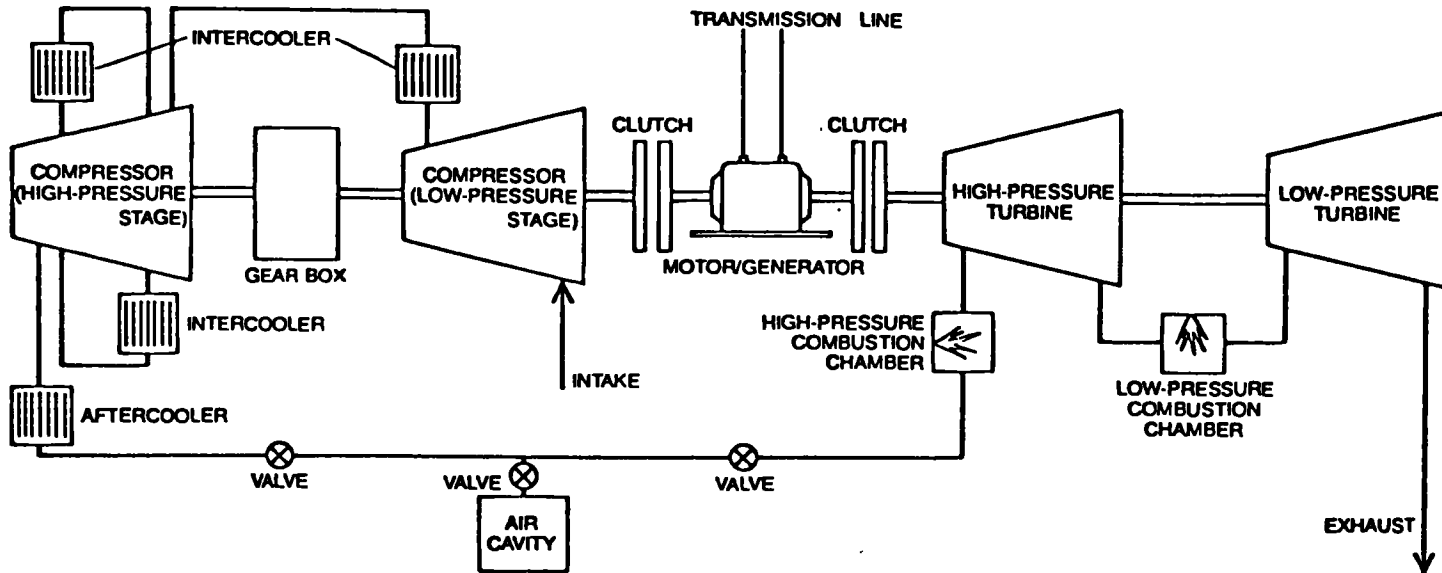 INTERCOOLER
TRANSMISSION LINE
CLUTCH
CLUTCH
COMPRESSOR
(HIGH-PRESSURE
STAGE)
GEAR BOX
COMPRESSOR
(LOW-PRESSURE
STAGE)
MOTOR/GENERATOR
HIGH-PRESSURE
TURBINE
LOW-PRESSURE
TURBINE
INTERCOOLER
INTAKE
HIGH-PRESSURE
COMBUSTION
CHAMBER
LOW-PRESSURE
COMBUSTION
CHAMBER
AFTERCOOLER
VALVE
VALVE
VALVE
AIR
CAVITY
EXHAUST